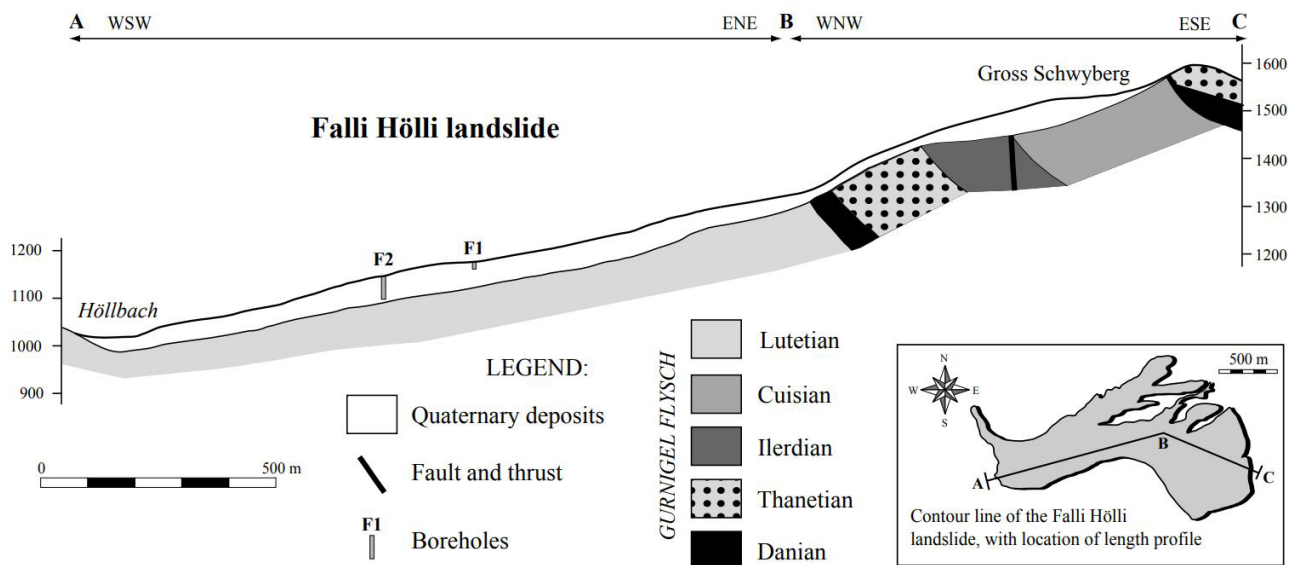 A WSW ENE B WNW ESE C
Gross Schwyberg
1600
1500
1400
1300
1200
Falli Hölli landslide
1200
1100
1000
900
Höllbach
F2
F1
LEGEND:
Quaternary deposits
Fault and thrust
F1
Boreholes
0 500 m
GURNIGEL FLYSCH
Lutetian
Cuisian
Ilerdian
Thanetian
Danian
N
W E
S
500 m
A
B
C
Contour line of the Falli Hölli
landslide, with location of length profile